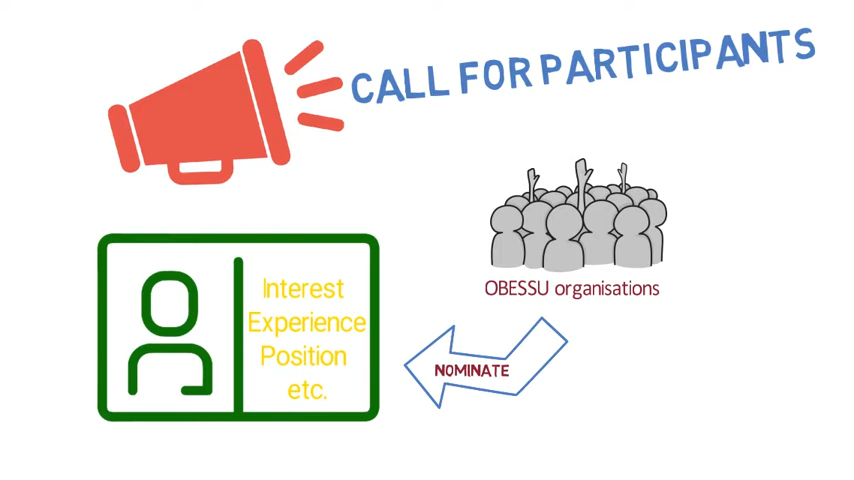 CALL FOR PARTICIPANTS
OBESSU organisations
NOMINATE
Interest
Experience
Position
etc.